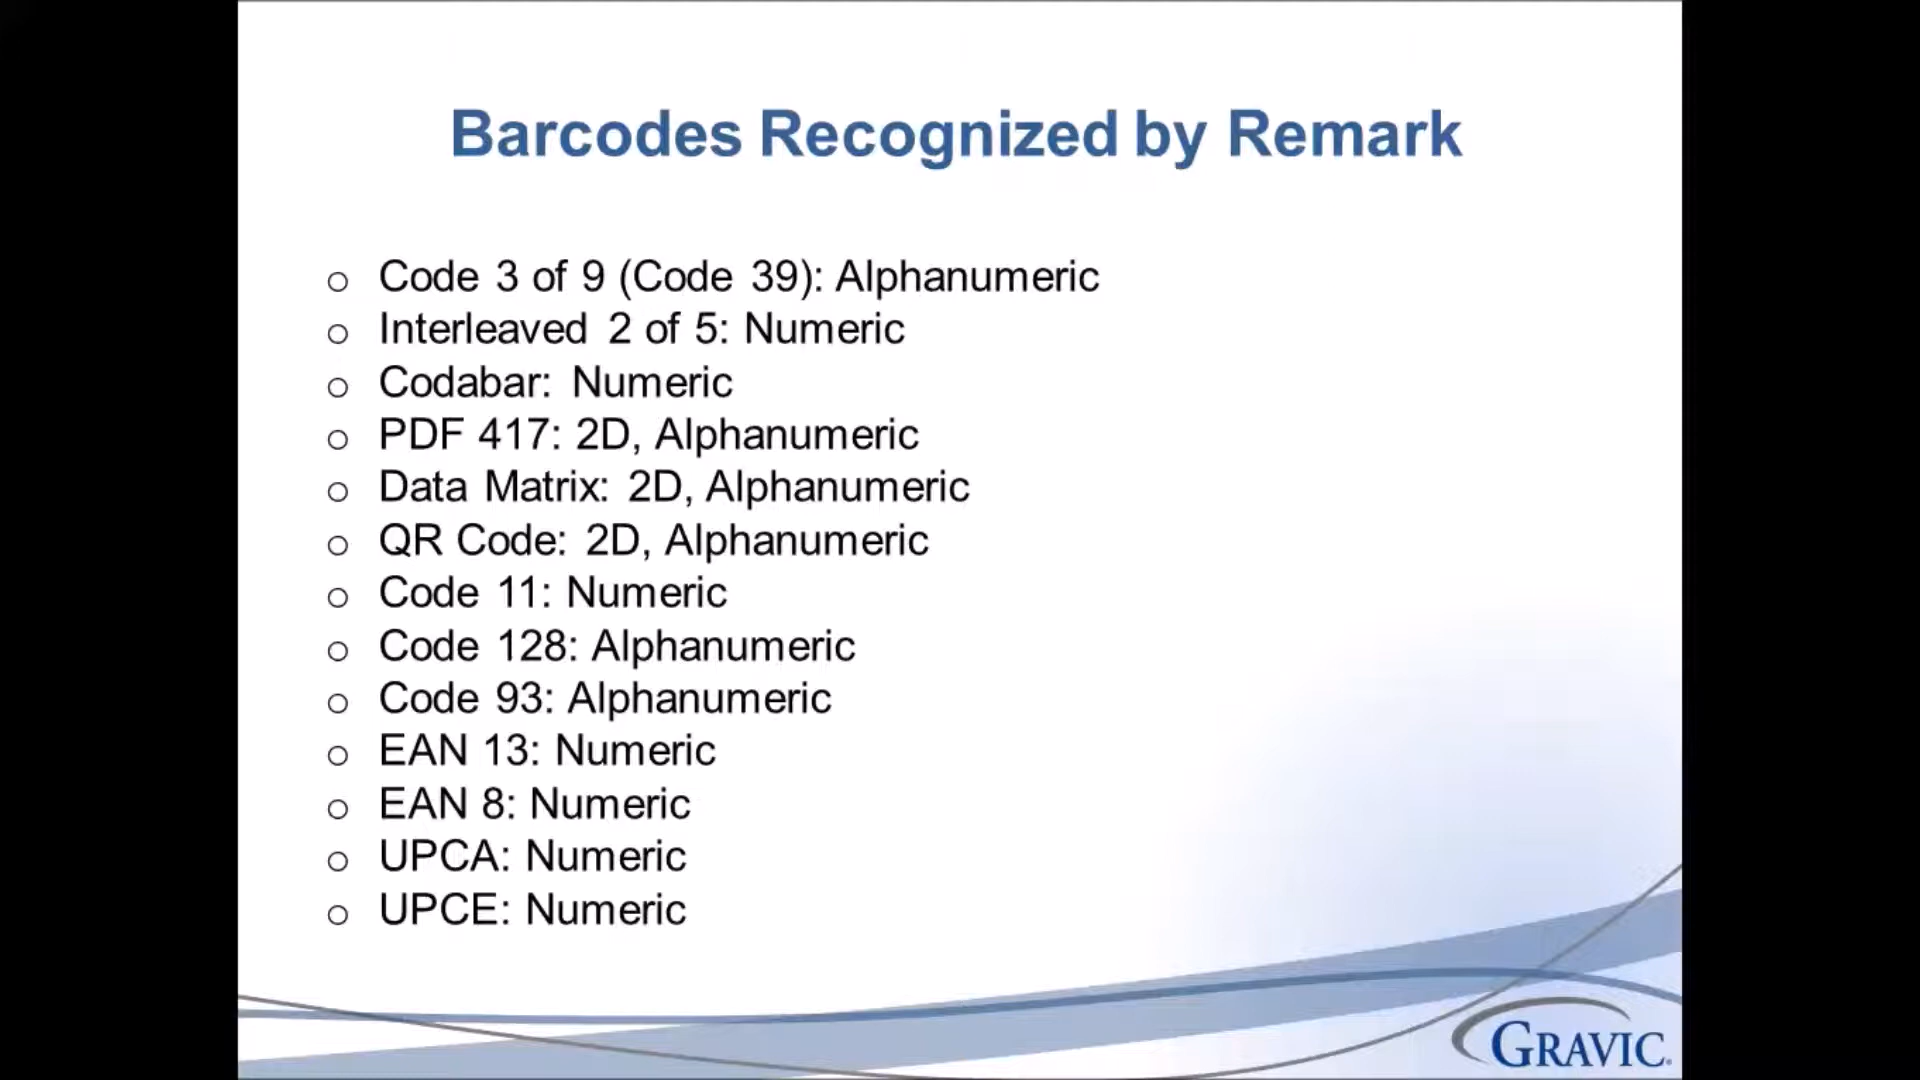 Barcodes Recognized by Remark
○ Code 3 of 9 (Code 39): Alphanumeric
○ Interleaved 2 of 5: Numeric
○ Codabar: Numeric
○ PDF 417: 2D, Alphanumeric
○ Data Matrix: 2D, Alphanumeric
○ QR Code: 2D, Alphanumeric
○ Code 11: Numeric
○ Code 128: Alphanumeric
○ Code 93: Alphanumeric
○ EAN 13: Numeric
○ EAN 8: Numeric
○ UPCA: Numeric
○ UPCE: Numeric
GRAVIC®